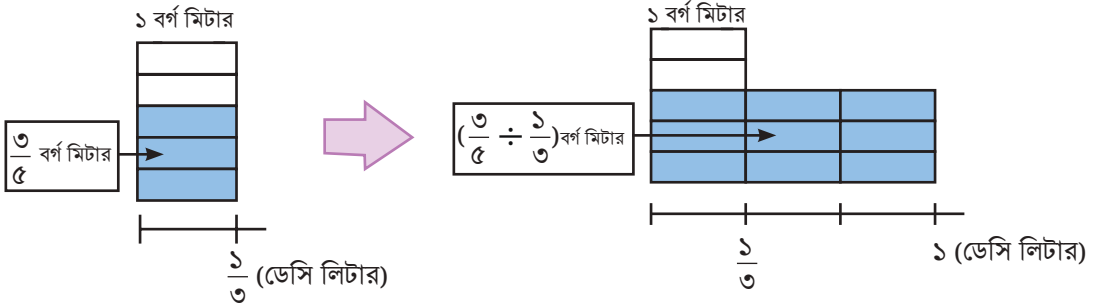 ১ বর্গ মিটার
৩/৫ বর্গ মিটার
১/৩ (ডেসি লিটার)
১ বর্গ মিটার
(৩/৫ ÷ ১/৩)বর্গ মিটার
১/৩
১ (ডেসি লিটার)